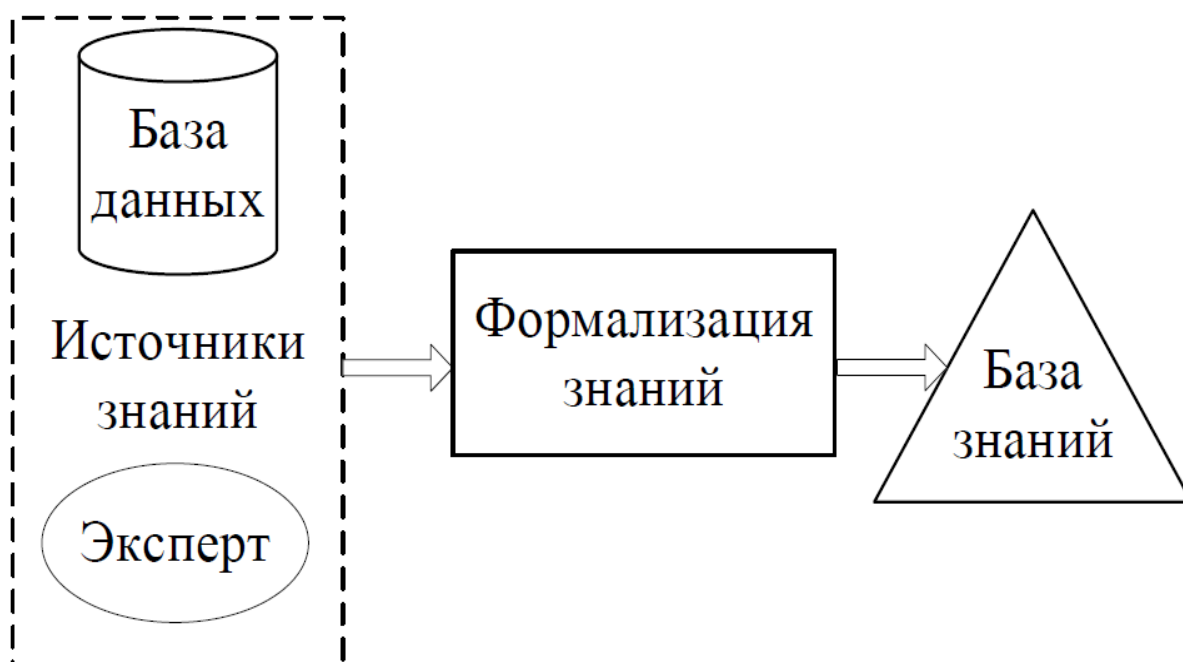 База
данных
Источники
знаний
Эксперт
Формализация
знаний
База
знаний